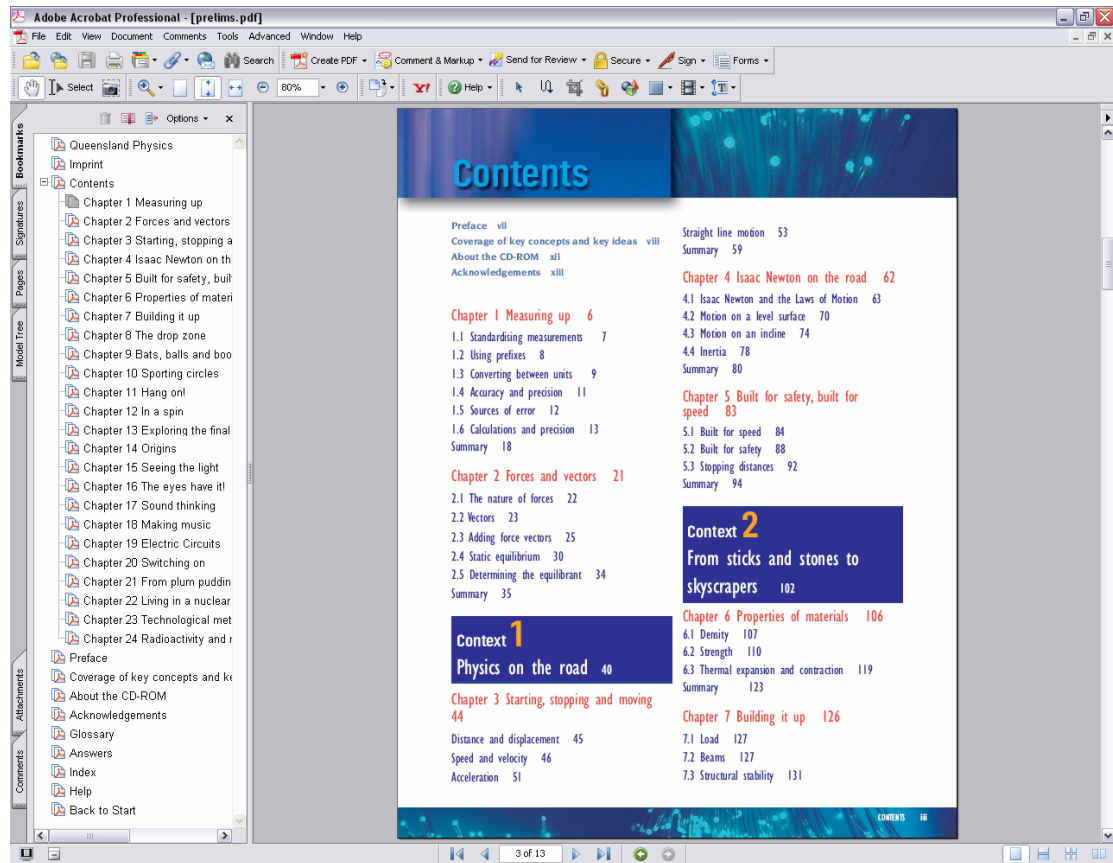 Adobe Acrobat Professional - [prelims.pdf]
File Edit View Document Comments Tools Advanced Window Help
Search Create PDF Comment & Markup Send for Review Secure Sign Forms
Select 80% Y! Help
Options
Bookmarks
Signatures
Pages
Model Tree
Attachments
Comments
Queensland Physics
Imprint
Contents
Chapter 1 Measuring up
Chapter 2 Forces and vectors
Chapter 3 Starting, stopping a
Chapter 4 Isaac Newton on th
Chapter 5 Built for safety, buil
Chapter 6 Properties of materi
Chapter 7 Building it up
Chapter 8 The drop zone
Chapter 9 Bats, balls and boo
Chapter 10 Sporting circles
Chapter 11 Hang on!
Chapter 12 In a spin
Chapter 13 Exploring the final
Chapter 14 Origins
Chapter 15 Seeing the light
Chapter 16 The eyes have it!
Chapter 17 Sound thinking
Chapter 18 Making music
Chapter 19 Electric Circuits
Chapter 20 Switching on
Chapter 21 From plum puddin
Chapter 22 Living in a nuclear
Chapter 23 Technological met
Chapter 24 Radioactivity and r
Preface
Coverage of key concepts and ke
About the CD-ROM
Acknowledgements
Glossary
Answers
Index
Help
Back to Start
Contents
Preface vii
Coverage of key concepts and key ideas viii
About the CD-ROM xii
Acknowledgements xiii
Chapter 1 Measuring up 6
1.1 Standardising measurements 7
1.2 Using prefixes 8
1.3 Converting between units 9
1.4 Accuracy and precision 11
1.5 Sources of error 12
1.6 Calculations and precision 13
Summary 18
Chapter 2 Forces and vectors 21
2.1 The nature of forces 22
2.2 Vectors 23
2.3 Adding force vectors 25
2.4 Static equilibrium 30
2.5 Determining the equilibrant 34
Summary 35
Context 1
Physics on the road 40
Chapter 3 Starting, stopping and moving
44
Distance and displacement 45
Speed and velocity 46
Acceleration 51
Straight line motion 53
Summary 59
Chapter 4 Isaac Newton on the road 62
4.1 Isaac Newton and the Laws of Motion 63
4.2 Motion on a level surface 70
4.3 Motion on an incline 74
4.4 Inertia 78
Summary 80
Chapter 5 Built for safety, built for
speed 83
5.1 Built for speed 84
5.2 Built for safety 88
5.3 Stopping distances 92
Summary 94
Context 2
From sticks and stones to
skyscrapers 102
Chapter 6 Properties of materials 106
6.1 Density 107
6.2 Strength 110
6.3 Thermal expansion and contraction 119
Summary 123
Chapter 7 Building it up 126
7.1 Load 127
7.2 Beams 127
7.3 Structural stability 131
CONTENTS iii
3 of 13